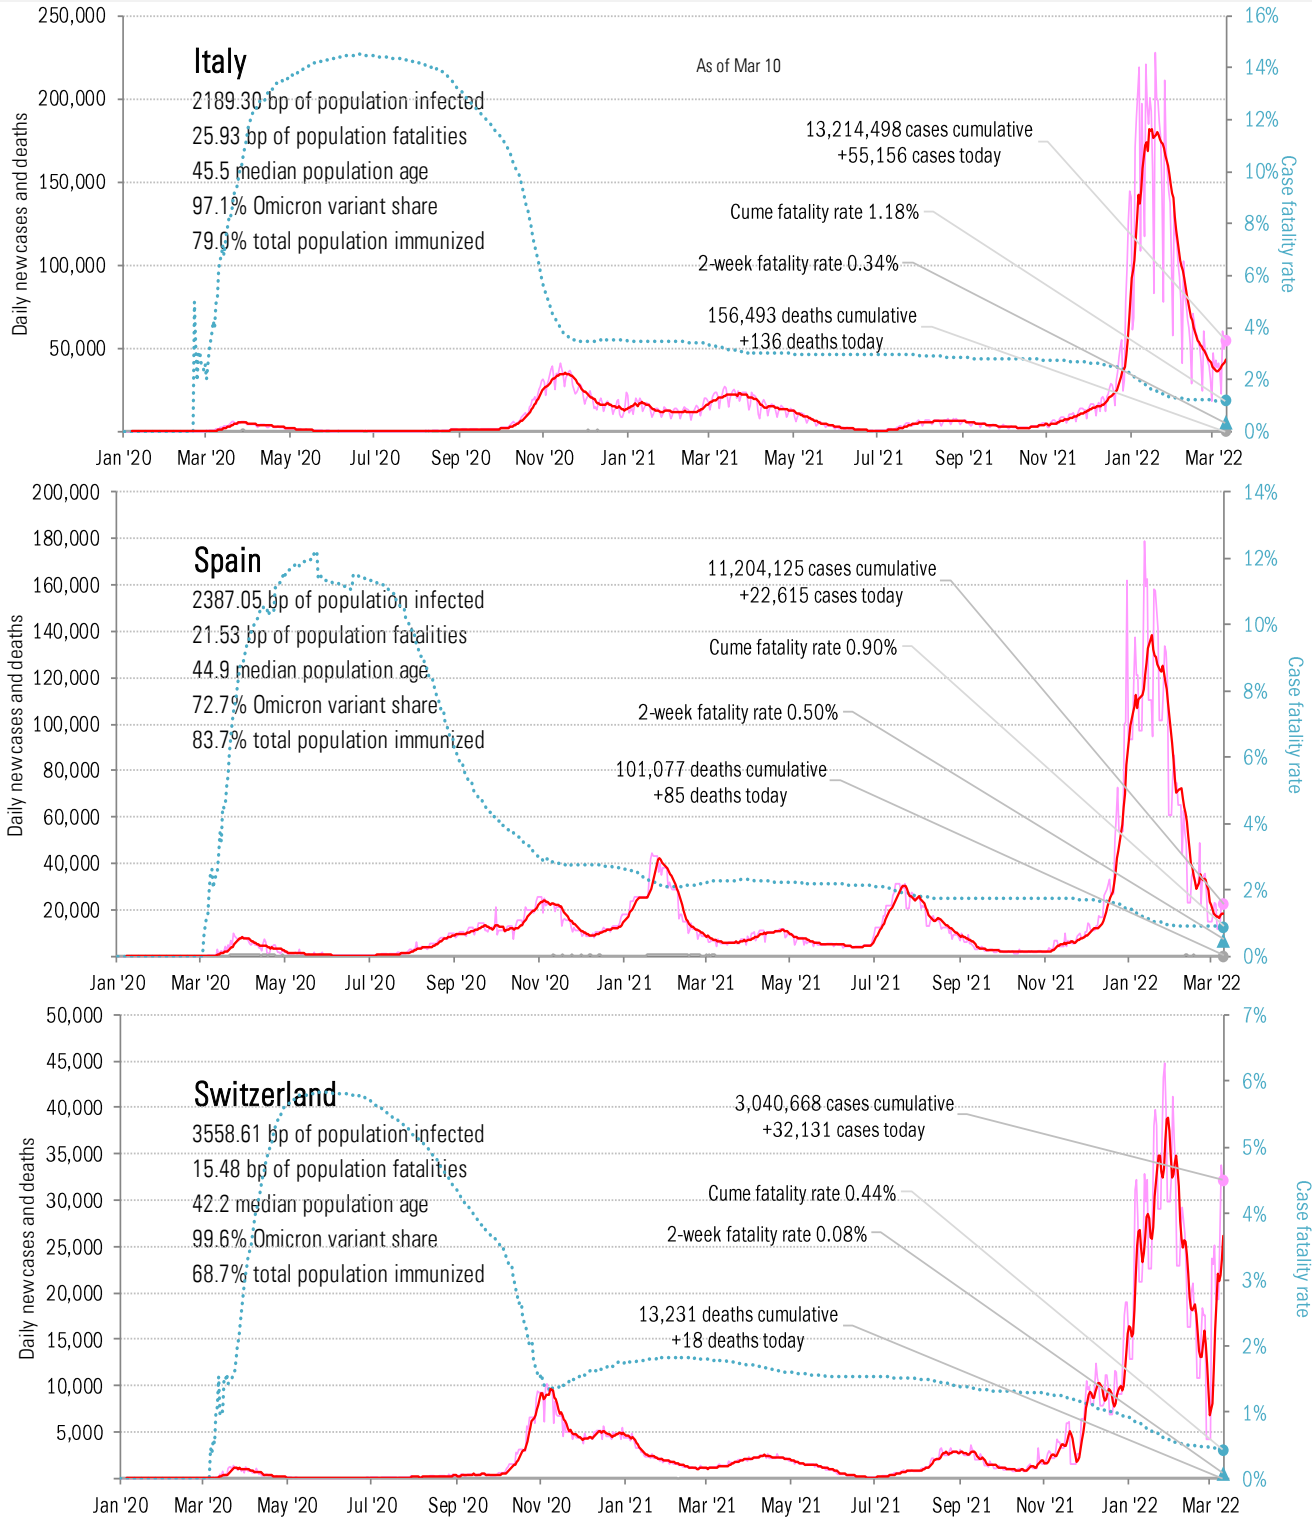 250,000
16%
Italy
As of Mar 10
14%
200,000
2189.30 bp of population infected
12%
25.93 bp of population fatalities
13,214,498 cases cumulative
+55,156 cases today
45.5 median population age
10%
150,000
97.1% Omicron variant share
Cume fatality rate 1.18%
8%
79.0% total population immunized
100,000
2-week fatality rate 0.34%
6%
156,493 deaths cumulative
+136 deaths today
4%
50,000
2%
0%
Daily new cases and deaths
Case fatality rate
Jan '20 Mar '20 May '20 Jul '20 Sep '20 Nov '20 Jan '21 Mar '21 May '21 Jul '21 Sep '21 Nov '21 Jan '22 Mar '22
200,000
14%
180,000
Spain
12%
11,204,125 cases cumulative
+22,615 cases today
160,000
2187.05 bp of population infected
140,000
10%
21.53 bp of population fatalities
Cume fatality rate 0.90%
44.9 median population age
120,000
8%
72.7% Omicron variant share
2-week fatality rate 0.50%
100,000
83.7% total population immunized
6%
80,000
101,077 deaths cumulative
+85 deaths today
60,000
4%
40,000
2%
20,000
0%
Daily new cases and deaths
Case fatality rate
Jan '20 Mar '20 May '20 Jul '20 Sep '20 Nov '20 Jan '21 Mar '21 May '21 Jul '21 Sep '21 Nov '21 Jan '22 Mar '22
50,000
7%
45,000
6%
Switzerland
40,000
3,040,668 cases cumulative
+32,131 cases today
3558.61 bp of population infected
35,000
5%
15.48 bp of population fatalities
Cume fatality rate 0.44%
42.2 median population age
30,000
4%
99.6% Omicron variant share
2-week fatality rate 0.08%
25,000
68.7% total population immunized
3%
20,000
13,231 deaths cumulative
+18 deaths today
15,000
2%
10,000
1%
5,000
0%
Daily new cases and deaths
Case fatality rate
Jan '20 Mar '20 May '20 Jul '20 Sep '20 Nov '20 Jan '21 Mar '21 May '21 Jul '21 Sep '21 Nov '21 Jan '22 Mar '22